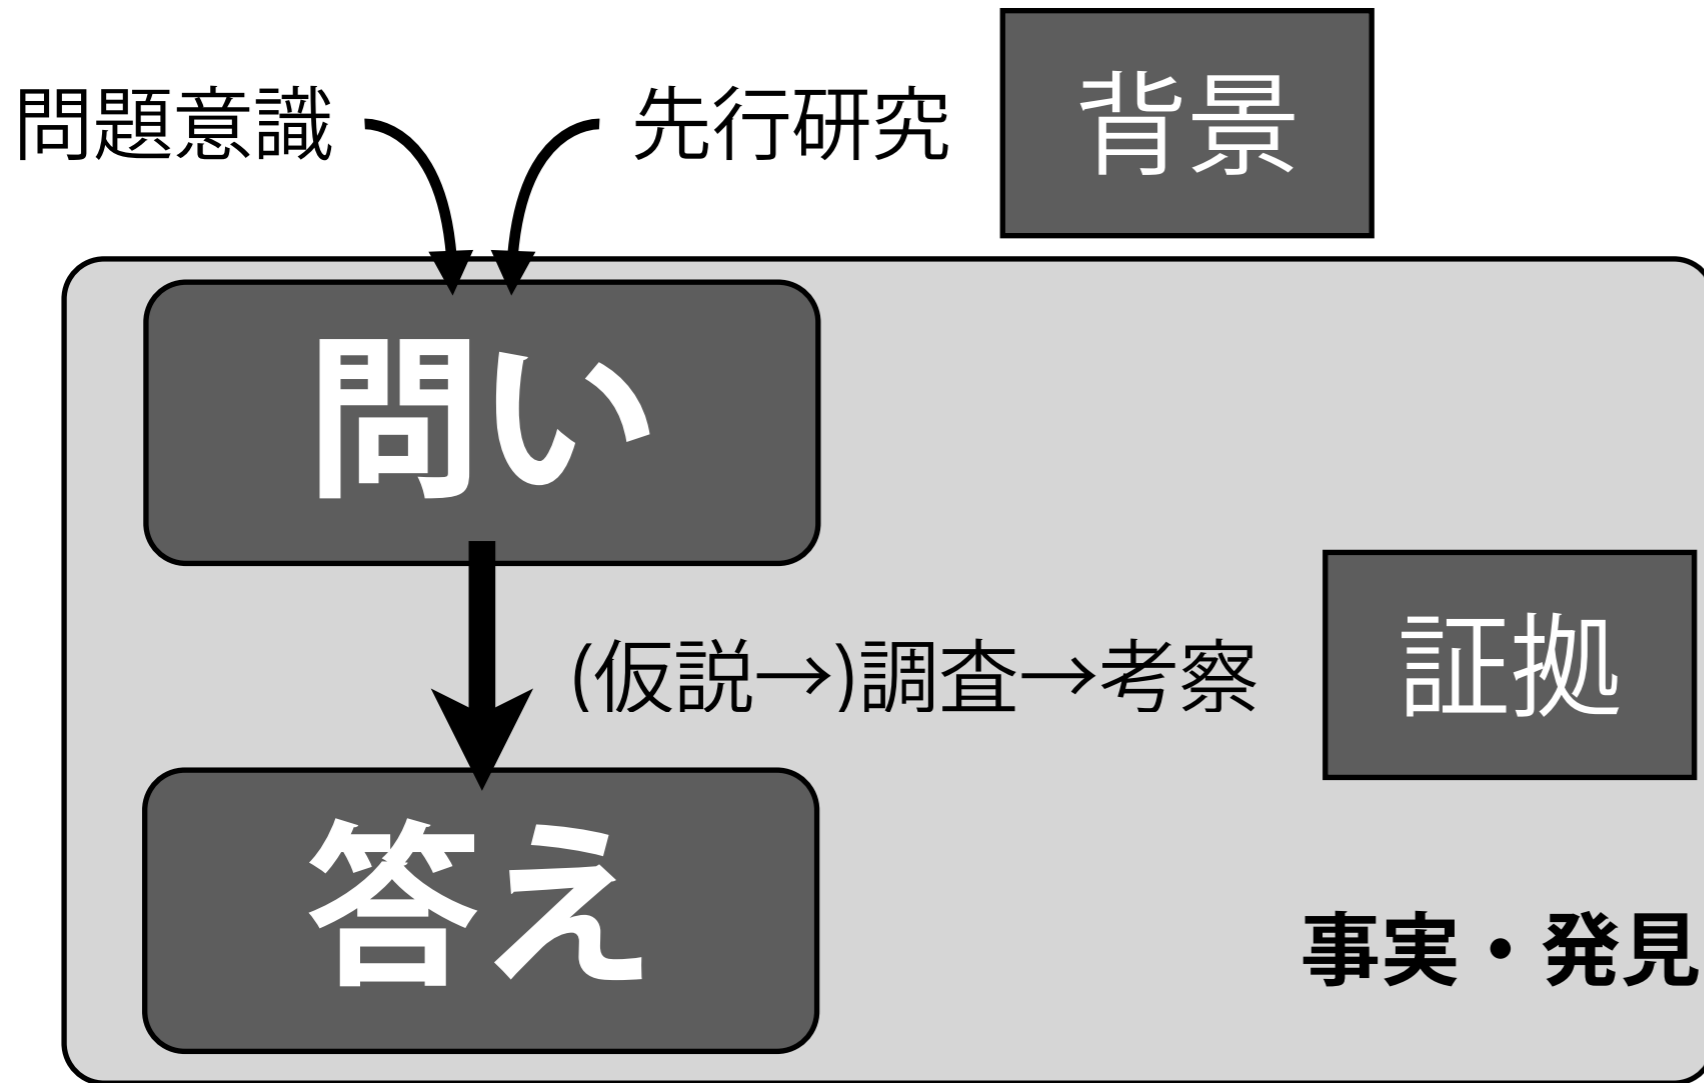 問題意識
先行研究
背景
問い
(仮説→)調査→考察
証拠
答え
事実・発見